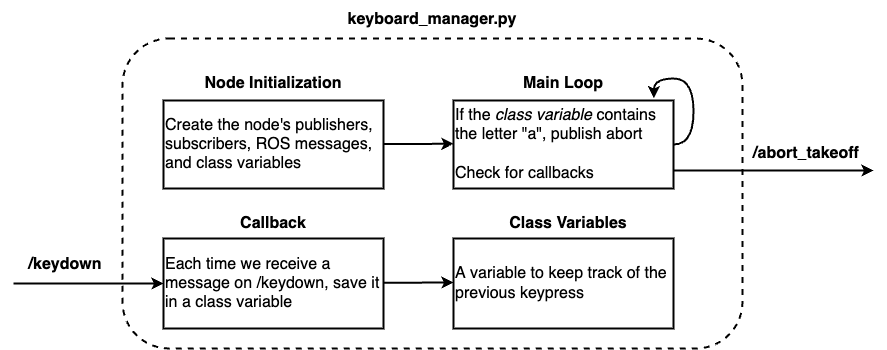 keyboard_manager.py
Node Initialization
Create the node's publishers,
subscribers, ROS messages,
and class variables
Main Loop
If the class variable contains
the letter "a", publish abort
Check for callbacks
/abort_takeoff
/keydown
Callback
Each time we receive a
message on /keydown, save it
in a class variable
Class Variables
A variable to keep track of the
previous keypress